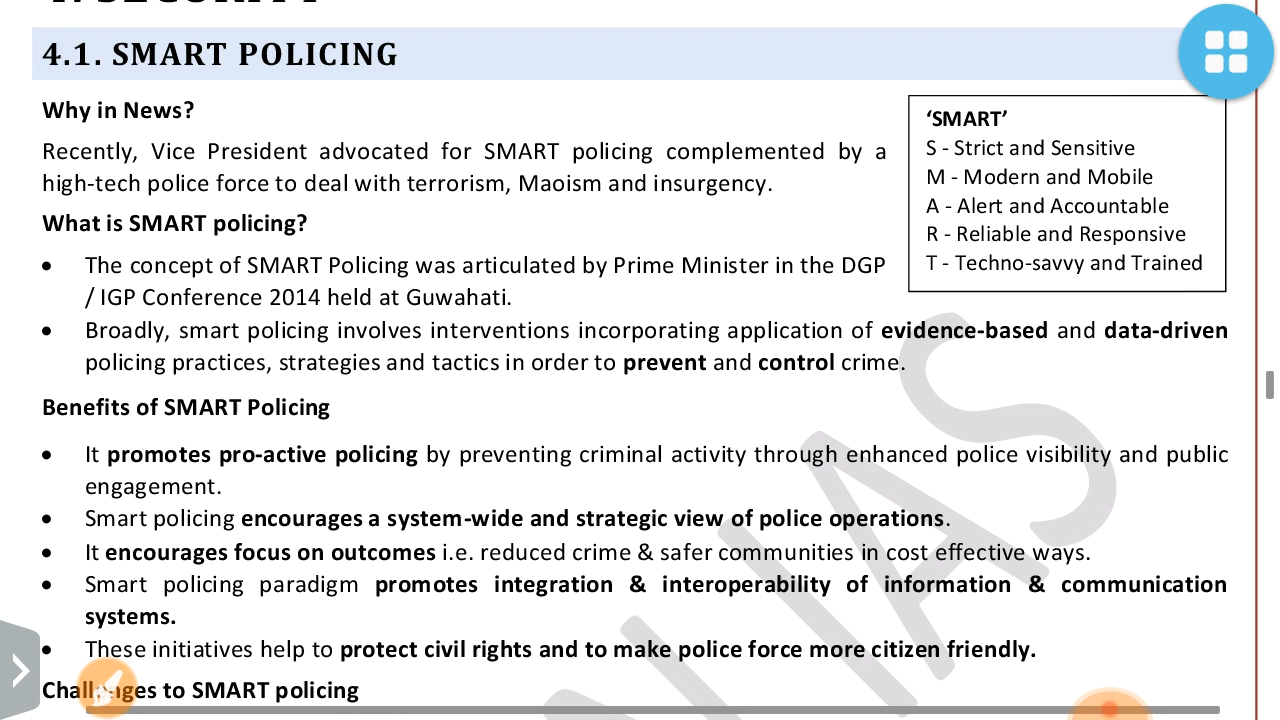 4.1. SMART POLICING
Why in News?
Recently, Vice President advocated for SMART policing complemented by a
high-tech police force to deal with terrorism, Maoism and insurgency.
‘SMART’
S - Strict and Sensitive
M - Modern and Mobile
A - Alert and Accountable
R - Reliable and Responsive
T - Techno-savvy and Trained
What is SMART policing?
• The concept of SMART Policing was articulated by Prime Minister in the DGP
/ IGP Conference 2014 held at Guwahati.
• Broadly, smart policing involves interventions incorporating application of evidence-based and data-driven
policing practices, strategies and tactics in order to prevent and control crime.
Benefits of SMART Policing
• It promotes pro-active policing by preventing criminal activity through enhanced police visibility and public
engagement.
• Smart policing encourages a system-wide and strategic view of police operations.
• It encourages focus on outcomes i.e. reduced crime & safer communities in cost effective ways.
• Smart policing paradigm promotes integration & interoperability of information & communication
systems.
• These initiatives help to protect civil rights and to make police force more citizen friendly.
Challenges to SMART policing
IAS